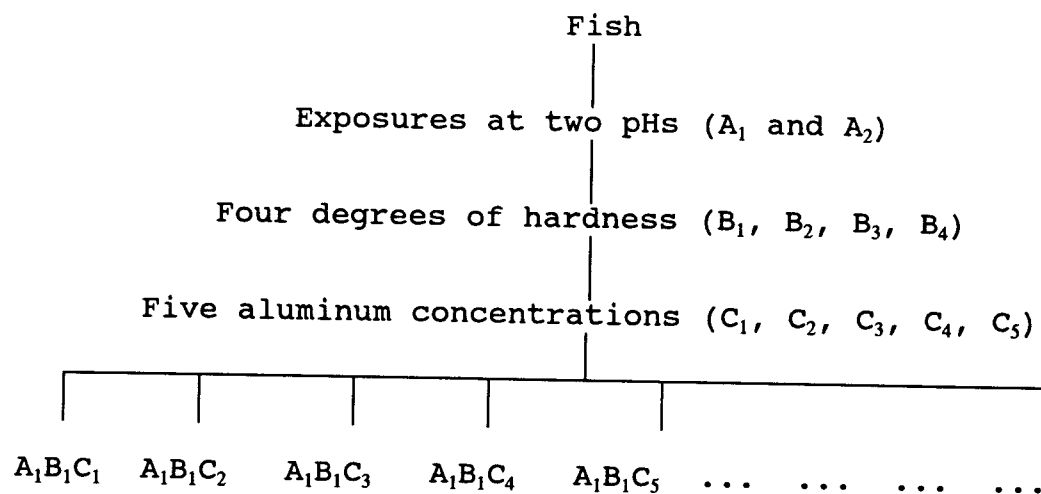 Fish
Exposures at two pHs (A₁ and A₂)
Four degrees of hardness (B₁, B₂, B₃, B₄)
Five aluminum concentrations (C₁, C₂, C₃, C₄, C₅)
A₁B₁C₁ A₁B₁C₂ A₁B₁C₃ A₁B₁C₄ A₁B₁C₅ ... ... ... ...